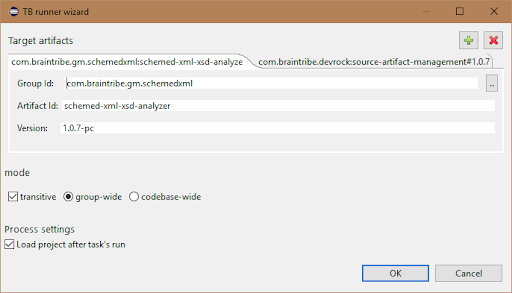 TB runner wizard
Target artifacts
com.braintribe.gm.schemedxml:schemed-xml-xsd-analyze
com.braintribe.devrock:source-artifact-management#1.0.7
Group Id: com.braintribe.gm.schemedxml ..
Artifact Id: schemed-xml-xsd-analyzer
Version: 1.0.7-pc
mode
transitive group-wide codebase-wide
Process settings
Load project after task's run
OK Cancel